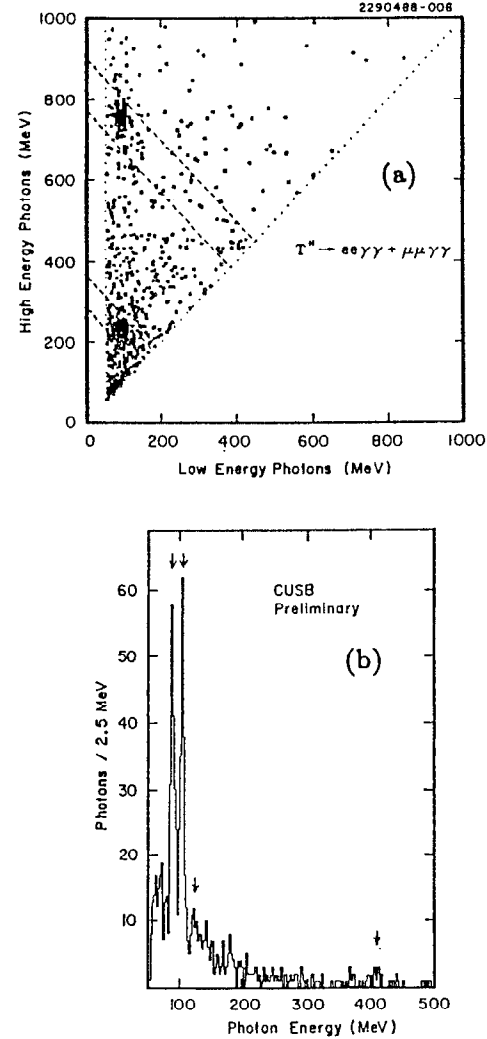 2290488-006
1000
800
600
400
200
0
High Energy Photons (MeV)
(a)
Υ" → eeγγ + μμγγ
0 200 400 600 800 1000
Low Energy Photons (MeV)
CUSB
Preliminary
(b)
60
50
40
30
20
10
Photons / 2.5 MeV
100 200 300 400 500
Photon Energy (MeV)